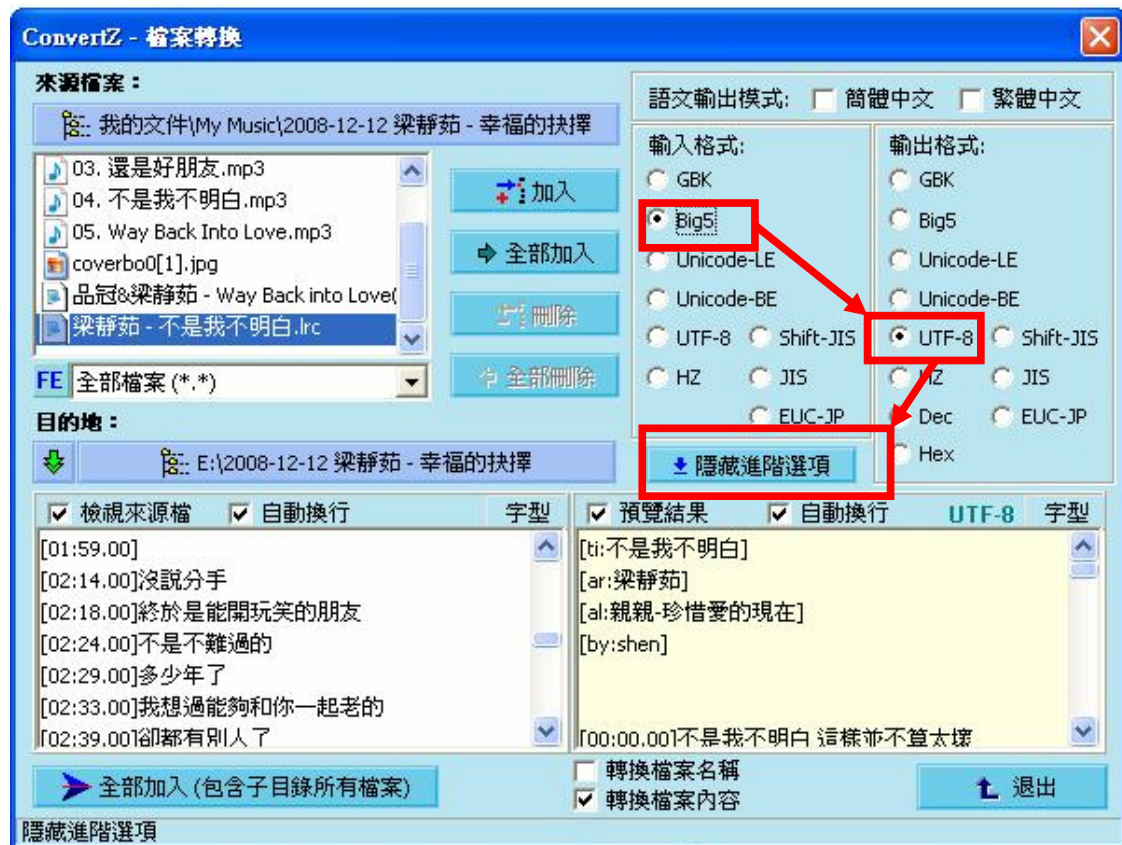 ConvertZ - 檔案轉換
來源檔案：
我的文件\My Music\2008-12-12 梁靜茹 - 幸福的抉擇
03. 還是好朋友.mp3
04. 不是我不明白.mp3
05. Way Back Into Love.mp3
coverbo0[1].jpg
品冠&梁靜茹 - Way Back into Love(
梁靜茹 - 不是我不明白.lrc
加入
全部加入
刪除
全部刪除
FE 全部檔案 (*.*)
目的地：
E:\2008-12-12 梁靜茹 - 幸福的抉擇
語文輸出模式: 簡體中文 繁體中文
輸入格式:
GBK
Big5
Unicode-LE
Unicode-BE
UTF-8 Shift-JIS
HZ JIS
EUC-JP
輸出格式:
GBK
Big5
Unicode-LE
Unicode-BE
UTF-8 Shift-JIS
HZ JIS
Dec EUC-JP
Hex
隱藏進階選項
檢視來源檔 自動換行 字型
[01:59.00]
[02:14.00]沒說分手
[02:18.00]終於是能開玩笑的朋友
[02:24.00]不是不難過的
[02:29.00]多少年了
[02:33.00]我想過能夠和你一起老的
[02:39.00]卻都有別人了
預覽結果 自動換行 UTF-8 字型
[ti:不是我不明白]
[ar:梁靜茹]
[al:親親-珍惜愛的現在]
[by:shen]
[00:00.00]不是我不明白 這樣並不算太壞
全部加入 (包含子目錄所有檔案)
轉換檔案名稱
轉換檔案內容
退出
隱藏進階選項